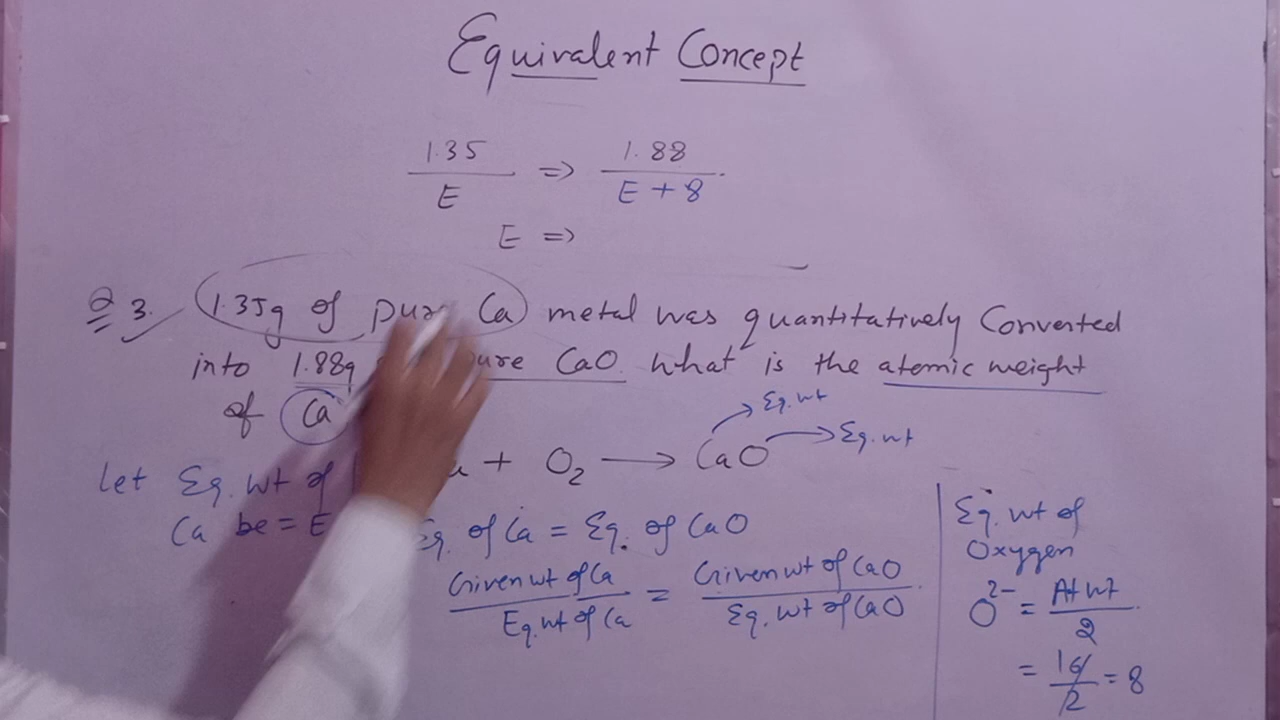 Equivalent Concept
1.35 / E => 1.88 / E + 8
E =>
Q 3. 1.35g of pure Ca metal was quantitatively Converted
into 1.88g pure CaO. What is the atomic weight
of Ca
Eq. wt
Eq. wt
+ O₂ → CaO
Let Eq. wt of
Ca be = E
Eq. of Ca = Eq. of CaO
Given wt of Ca / Eq. wt of Ca = Given wt of CaO / Eq. wt of CaO
Eq. wt of
Oxygen
O²⁻ = At wt / 2
= 16 / 2 = 8